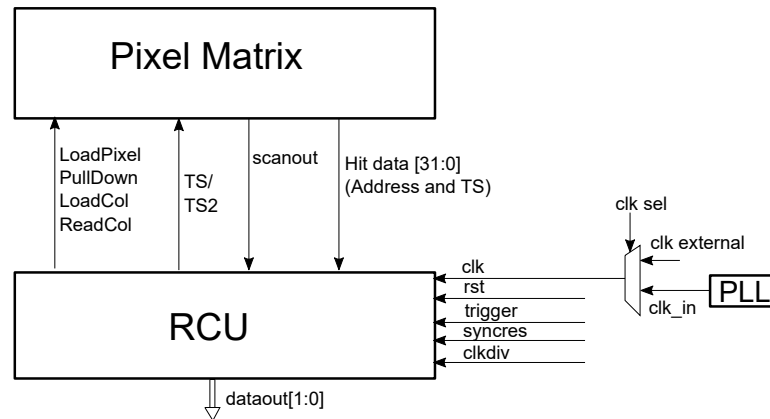 Pixel Matrix
LoadPixel
PullDown
LoadCol
ReadCol
TS/
TS2
scanout
Hit data [31:0]
(Address and TS)
clk sel
clk external
PLL
clk_in
clk
rst
trigger
syncres
clkdiv
RCU
dataout[1:0]